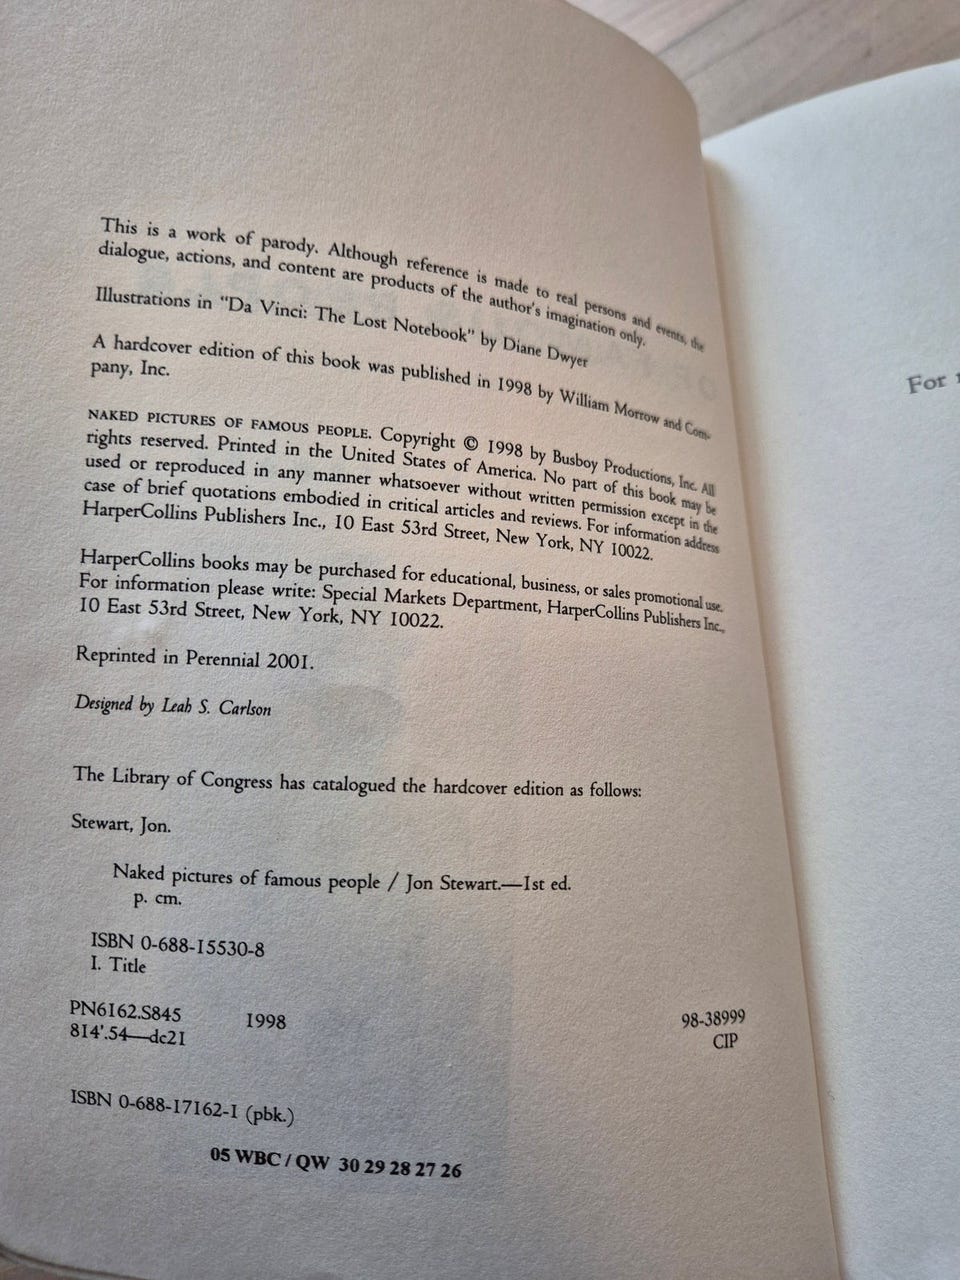 This is a work of parody. Although reference is made to real persons and events, the
dialogue, actions, and content are products of the author's imagination only.
Illustrations in "Da Vinci: The Lost Notebook" by Diane Dwyer
A hardcover edition of this book was published in 1998 by William Morrow and Com-
pany, Inc.
NAKED PICTURES OF FAMOUS PEOPLE. Copyright © 1998 by Busboy Productions, Inc. All
rights reserved. Printed in the United States of America. No part of this book may be
used or reproduced in any manner whatsoever without written permission except in the
case of brief quotations embodied in critical articles and reviews. For information address
HarperCollins Publishers Inc., 10 East 53rd Street, New York, NY 10022.
HarperCollins books may be purchased for educational, business, or sales promotional use.
For information please write: Special Markets Department, HarperCollins Publishers Inc.,
10 East 53rd Street, New York, NY 10022.
Reprinted in Perennial 2001.
Designed by Leah S. Carlson
The Library of Congress has catalogued the hardcover edition as follows:
Stewart, Jon.
Naked pictures of famous people / Jon Stewart.—1st ed.
p. cm.
ISBN 0-688-15530-8
I. Title
PN6162.S845 1998 98-38999
814'.54—dc21 CIP
ISBN 0-688-17162-1 (pbk.)
05 WBC / QW 30 29 28 27 26
For